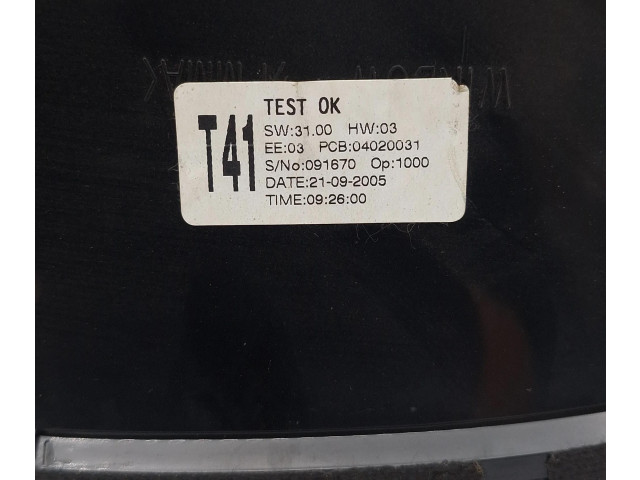 T41
TEST OK
SW:31.00 HW:03
EE:03 PCB:04020031
S/No:091670 Op:1000
DATE:21-09-2005
TIME:09:26:00